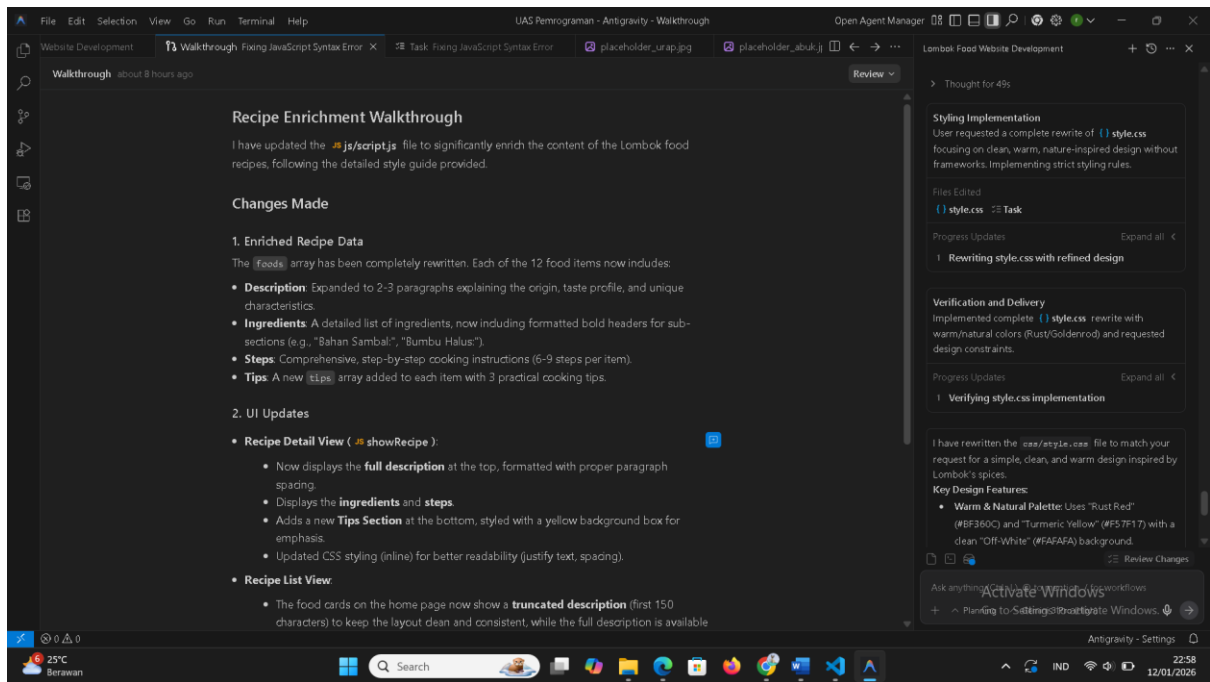 File Edit Selection View Go Run Terminal Help
UAS Pemrograman - Antigravity - Walkthrough
Open Agent Manager
Website Development
Walkthrough Fixing JavaScript Syntax Error
Task Fixing JavaScript Syntax Error
placeholder_urap.jpg
placeholder_abuk.j
Walkthrough about 8 hours ago
Review
Recipe Enrichment Walkthrough
I have updated the JS js/script.js file to significantly enrich the content of the Lombok food
recipes, following the detailed style guide provided.
Changes Made
1. Enriched Recipe Data
The foods array has been completely rewritten. Each of the 12 food items now includes:
• Description: Expanded to 2-3 paragraphs explaining the origin, taste profile, and unique
characteristics.
• Ingredients: A detailed list of ingredients, now including formatted bold headers for sub-
sections (e.g., "Bahan Sambal:", "Bumbu Halus:").
• Steps: Comprehensive, step-by-step cooking instructions (6-9 steps per item).
• Tips: A new tips array added to each item with 3 practical cooking tips.
2. UI Updates
• Recipe Detail View ( JS showRecipe ):
• Now displays the full description at the top, formatted with proper paragraph
spacing.
• Displays the ingredients and steps.
• Adds a new Tips Section at the bottom, styled with a yellow background box for
emphasis.
• Updated CSS styling (inline) for better readability (justify text, spacing).
• Recipe List View:
• The food cards on the home page now show a truncated description (first 150
characters) to keep the layout clean and consistent, while the full description is available
Lombok Food Website Development
Thought for 49s
Styling Implementation
User requested a complete rewrite of {} style.css
focusing on clean, warm, nature-inspired design without
frameworks. Implementing strict styling rules.
Files Edited
{} style.css Task
Progress Updates Expand all
1 Rewriting style.css with refined design
Verification and Delivery
Implemented complete {} style.css rewrite with
warm/natural colors (Rust/Goldenrod) and requested
design constraints.
Progress Updates Expand all
1 Verifying style.css implementation
I have rewritten the css/style.css file to match your
request for a simple, clean, and warm design inspired by
Lombok's spices.
Key Design Features:
• Warm & Natural Palette: Uses "Rust Red"
(#BF360C) and "Turmeric Yellow" (#F57F17) with a
clean "Off-White" (#FAFAFA) background.
Review Changes
Ask anything
for workflows
Activate Windows
Planning
Go to Settings to activate Windows.
0 0
Antigravity - Settings
6
25°C
Berawan
Search
IND
22:58
12/01/2026